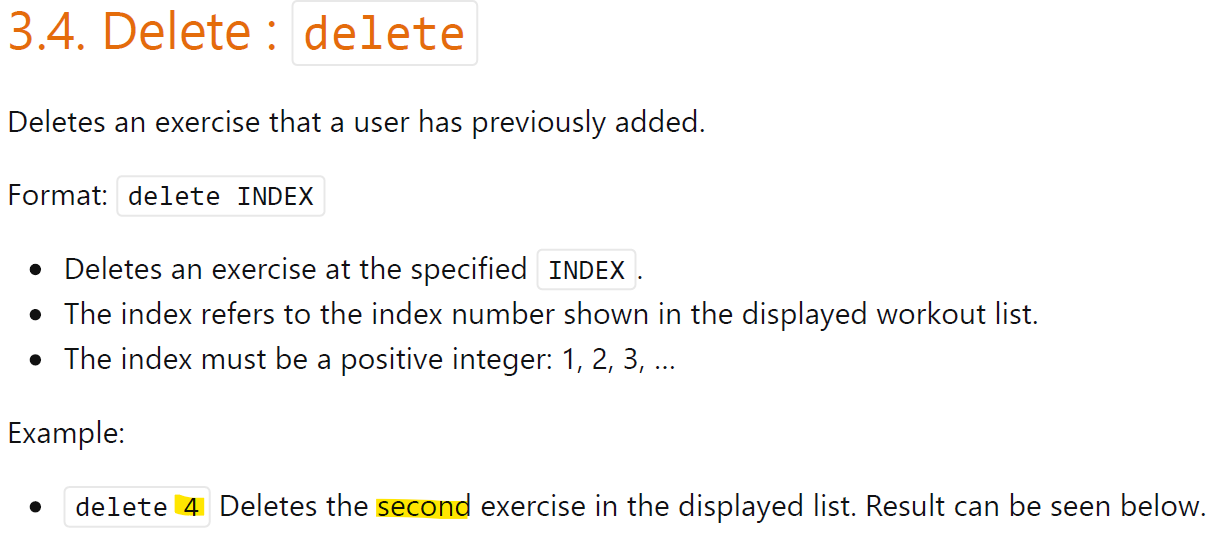 3.4. Delete : delete
Deletes an exercise that a user has previously added.
Format: delete INDEX
• Deletes an exercise at the specified INDEX.
• The index refers to the index number shown in the displayed workout list.
• The index must be a positive integer: 1, 2, 3, …
Example:
• delete 4 Deletes the second exercise in the displayed list. Result can be seen below.